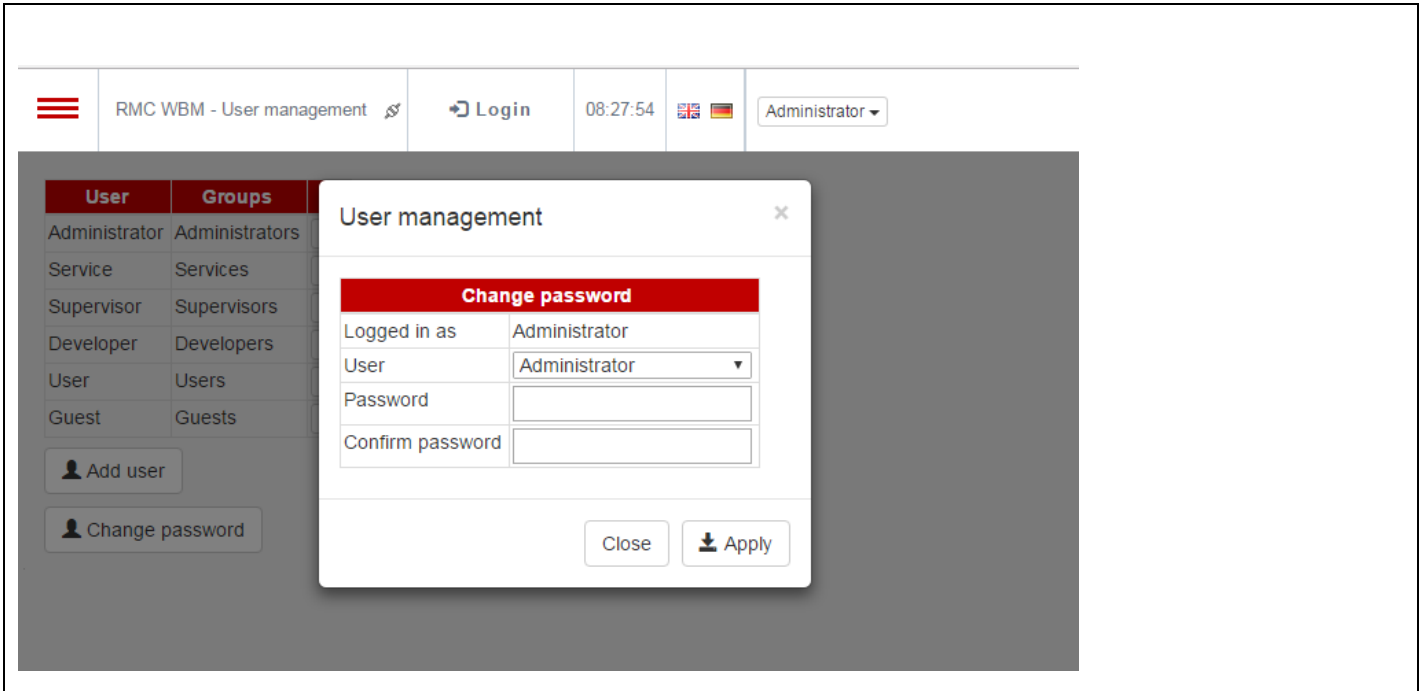 RMC WBM - User management
Login
08:27:54
Administrator
User Groups
Administrator Administrators
Service Services
Supervisor Supervisors
Developer Developers
User Users
Guest Guests
Add user
Change password
User management
×
Change password
Logged in as Administrator
User Administrator
Password
Confirm password
Close Apply